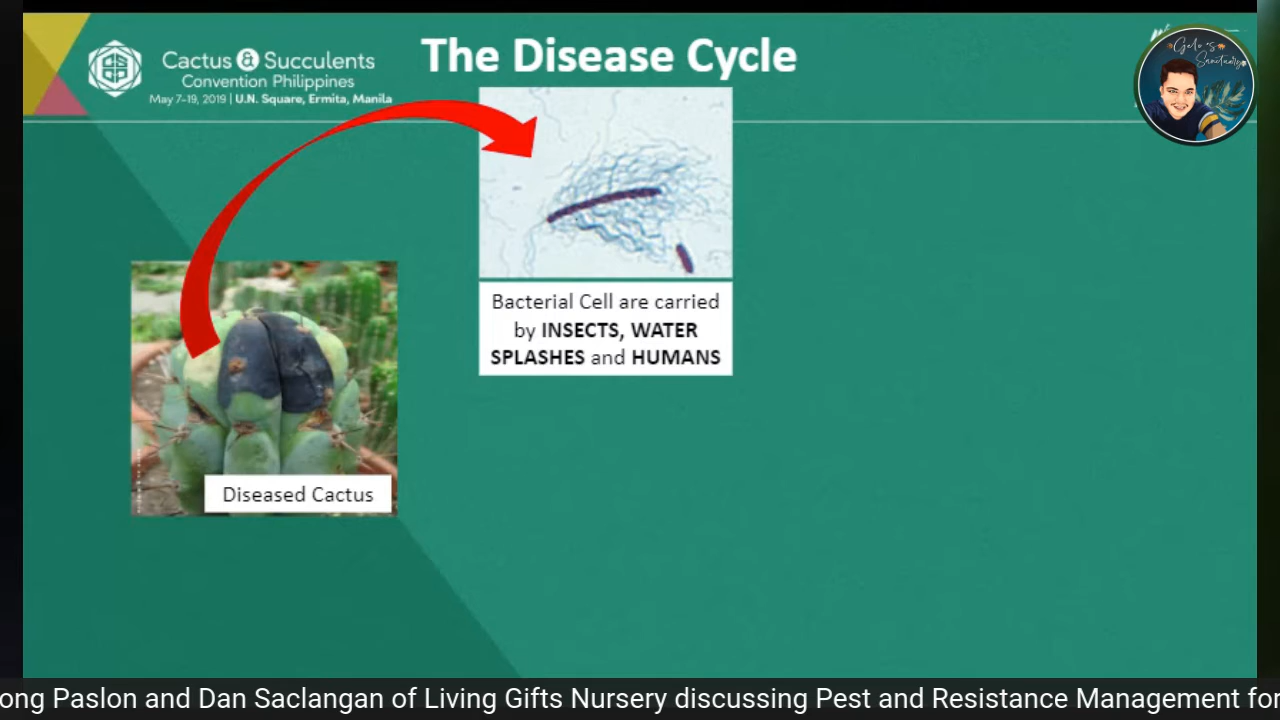 Cactus & Succulents
Convention Philippines
May 7-19, 2019 | U.N. Square, Ermita, Manila
The Disease Cycle
Gelo's
Sanctuary
Bacterial Cell are carried
by INSECTS, WATER
SPLASHES and HUMANS
Diseased Cactus
ong Paslon and Dan Saclangan of Living Gifts Nursery discussing Pest and Resistance Management for